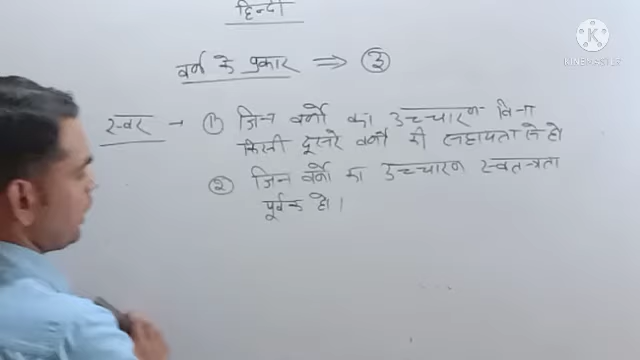 हिन्दी
वर्ण के प्रकार ⇒ ③
स्वर → ① जिन वर्णो का उच्चारण बिना
किसी दूसरे वर्णो की सहायता से हो
② जिन वर्णो का उच्चारण स्वतन्त्रता
पूर्वक हो।
KINEMASTER